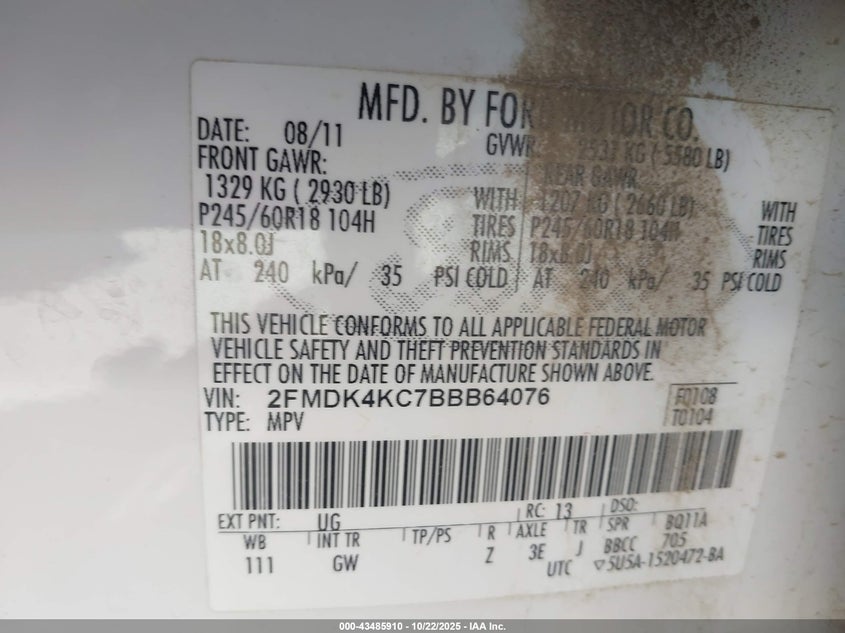 MFD. BY FORD MOTOR CO.
DATE: 08/11 GVWR: 2531 KG ( 5580 LB)
FRONT GAWR: REAR GAWR:
1329 KG ( 2930 LB) WITH 1207 KG ( 2660 LB) WITH
P245/60R18 104H TIRES P245/60R18 104H TIRES
18x8.0J RIMS 18x8.0J RIMS
AT 240 kPa/ 35 PSI COLD AT 240 kPa/ 35 PSI COLD
THIS VEHICLE CONFORMS TO ALL APPLICABLE FEDERAL MOTOR
VEHICLE SAFETY AND THEFT PREVENTION STANDARDS IN
EFFECT ON THE DATE OF MANUFACTURE SHOWN ABOVE.
VIN: 2FMDK4KC7BBB64076 F0108
TYPE: MPV T0104
EXT PNT: UG RC: 13 DSO:
WB INT TR TP/PS R AXLE TR SPR BQ11A
111 GW Z 3E J BBCC 705
UTC ▽5U5A-1520472-BA
000-43485910 | 10/22/2025 | IAA Inc.